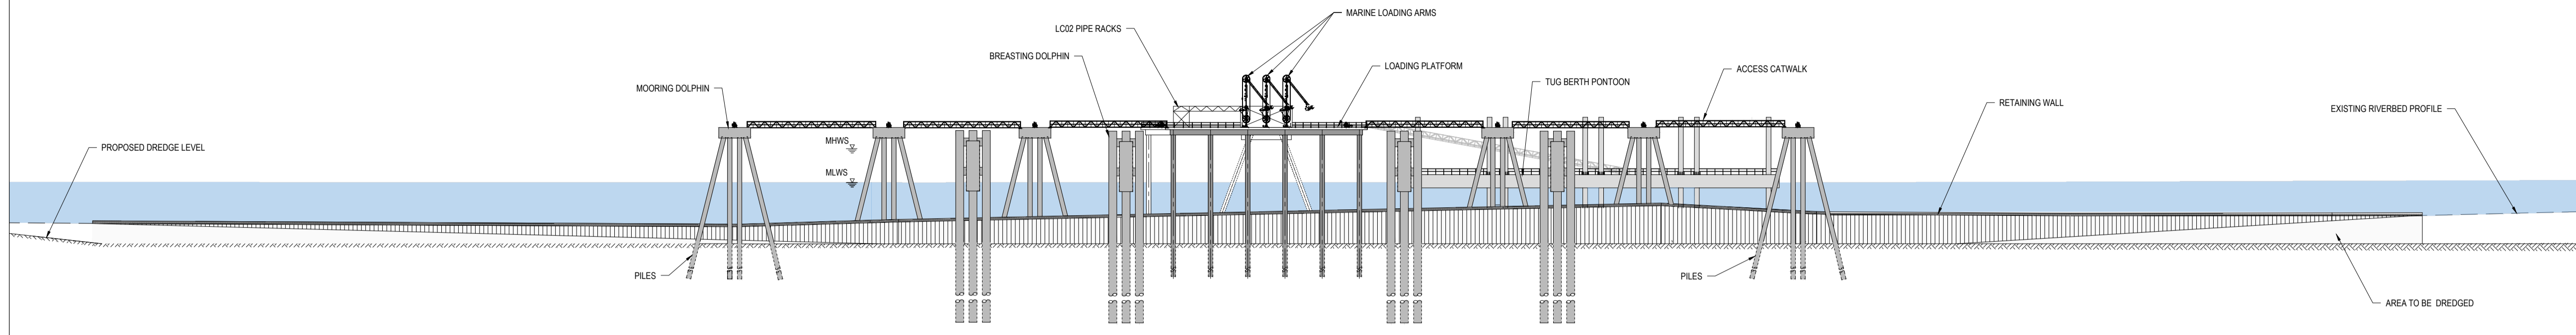 MARINE LOADING ARMS
LC02 PIPE RACKS
BREASTING DOLPHIN
LOADING PLATFORM
ACCESS CATWALK
TUG BERTH PONTOON
MOORING DOLPHIN
RETAINING WALL
EXISTING RIVERBED PROFILE
MHWS
PROPOSED DREDGE LEVEL
MLWS
PILES
PILES
AREA TO BE DREDGED